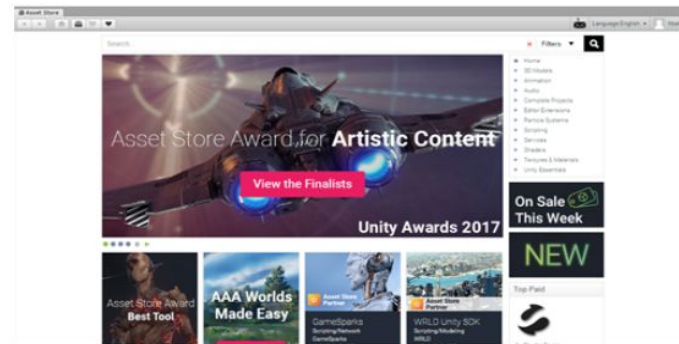 Asset Store
Language:English
Search...
Filters
Home
3D Models
Animation
Audio
Complete Projects
Editor Extensions
Particle Systems
Scripting
Services
Shaders
Textures & Materials
Unity Essentials
Asset Store Award for Artistic Content
View the Finalists
Unity Awards 2017
On Sale
This Week
NEW
Top Paid
Asset Store Award
Best Tool
AAA Worlds
Made Easy
Asset Store
Partner
GameSparks
Scripting/Network
GameSparks
Asset Store
Partner
WRLD Unity SDK
Scripting/Modeling
WRLD